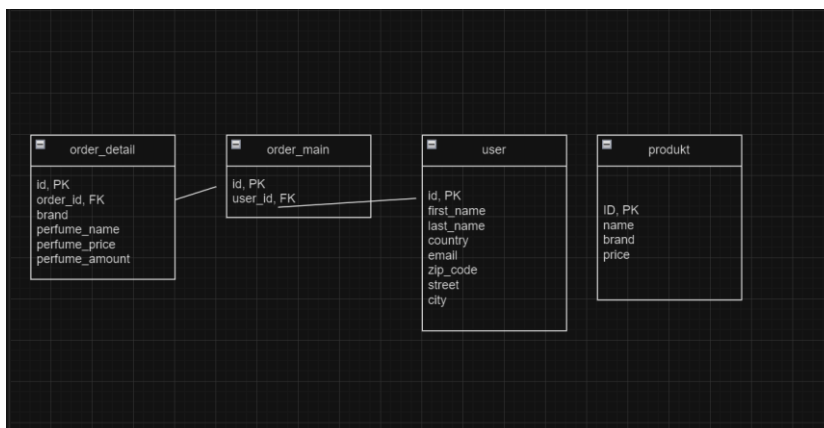 order_detail
id, PK
order_id, FK
brand
perfume_name
perfume_price
perfume_amount
order_main
id, PK
user_id, FK
user
id, PK
first_name
last_name
country
email
zip_code
street
city
produkt
ID, PK
name
brand
price